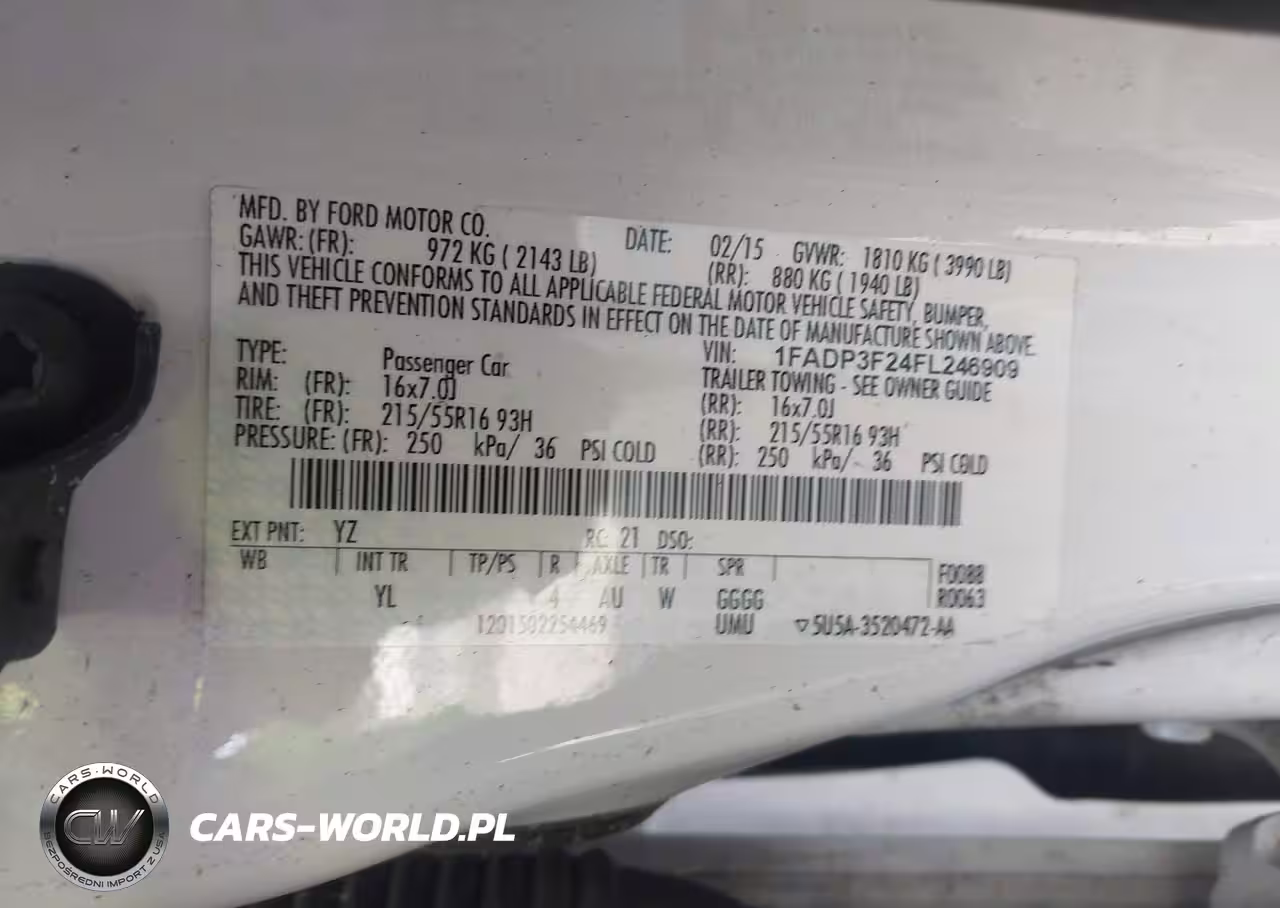 MFD. BY FORD MOTOR CO.
DATE: 02/15 GVWR: 1810 KG ( 3990 LB)
GAWR: (FR): 972 KG ( 2143 LB) (RR): 880 KG ( 1940 LB)
THIS VEHICLE CONFORMS TO ALL APPLICABLE FEDERAL MOTOR VEHICLE SAFETY, BUMPER,
AND THEFT PREVENTION STANDARDS IN EFFECT ON THE DATE OF MANUFACTURE SHOWN ABOVE.
VIN: 1FADP3F24FL246909
TYPE: Passenger Car TRAILER TOWING - SEE OWNER GUIDE
RIM: (FR): 16x7.0J (RR): 16x7.0J
TIRE: (FR): 215/55R16 93H (RR): 215/55R16 93H
PRESSURE: (FR): 250 kPa/ 36 PSI COLD (RR): 250 kPa/ 36 PSI COLD
EXT PNT: YZ RC: 21 DSO:
WB INT TR TP/PS R AXLE TR SPR F0088
YL 4 AU W GGGG R0063
1201502254469 UMU ▽5U5A-3520472-AA
CARS-WORLD
CW
BEZPOŚREDNI IMPORT Z USA
CARS-WORLD.PL